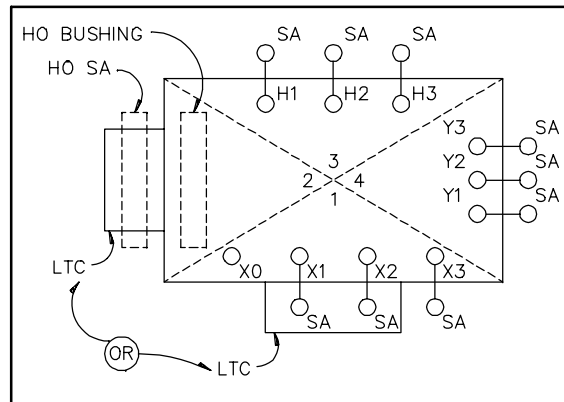 HO BUSHING
HO SA
SA SA SA
H1 H2 H3
Y3 SA
Y2 SA
Y1 SA
3
2 4
1
LTC
X0 X1 X2 X3
SA SA SA
OR
LTC